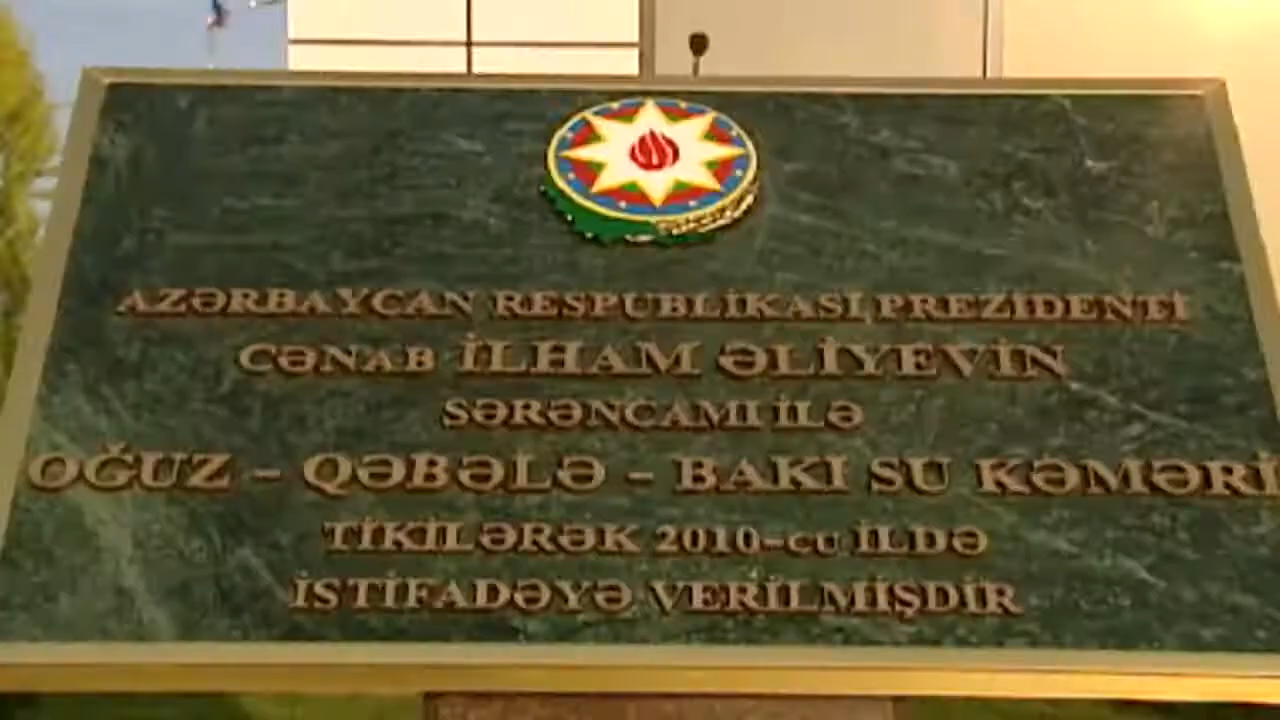 AZƏRBAYCAN RESPUBLİKASI PREZİDENTİ
CƏNAB İLHAM ƏLİYEVİN
SƏRƏNCAMI İLƏ
OĞUZ - QƏBƏLƏ - BAKI SU KƏMƏRİ
TİKİLƏRƏK 2010-cu İLDƏ
İSTİFADƏYƏ VERİLMİŞDİR